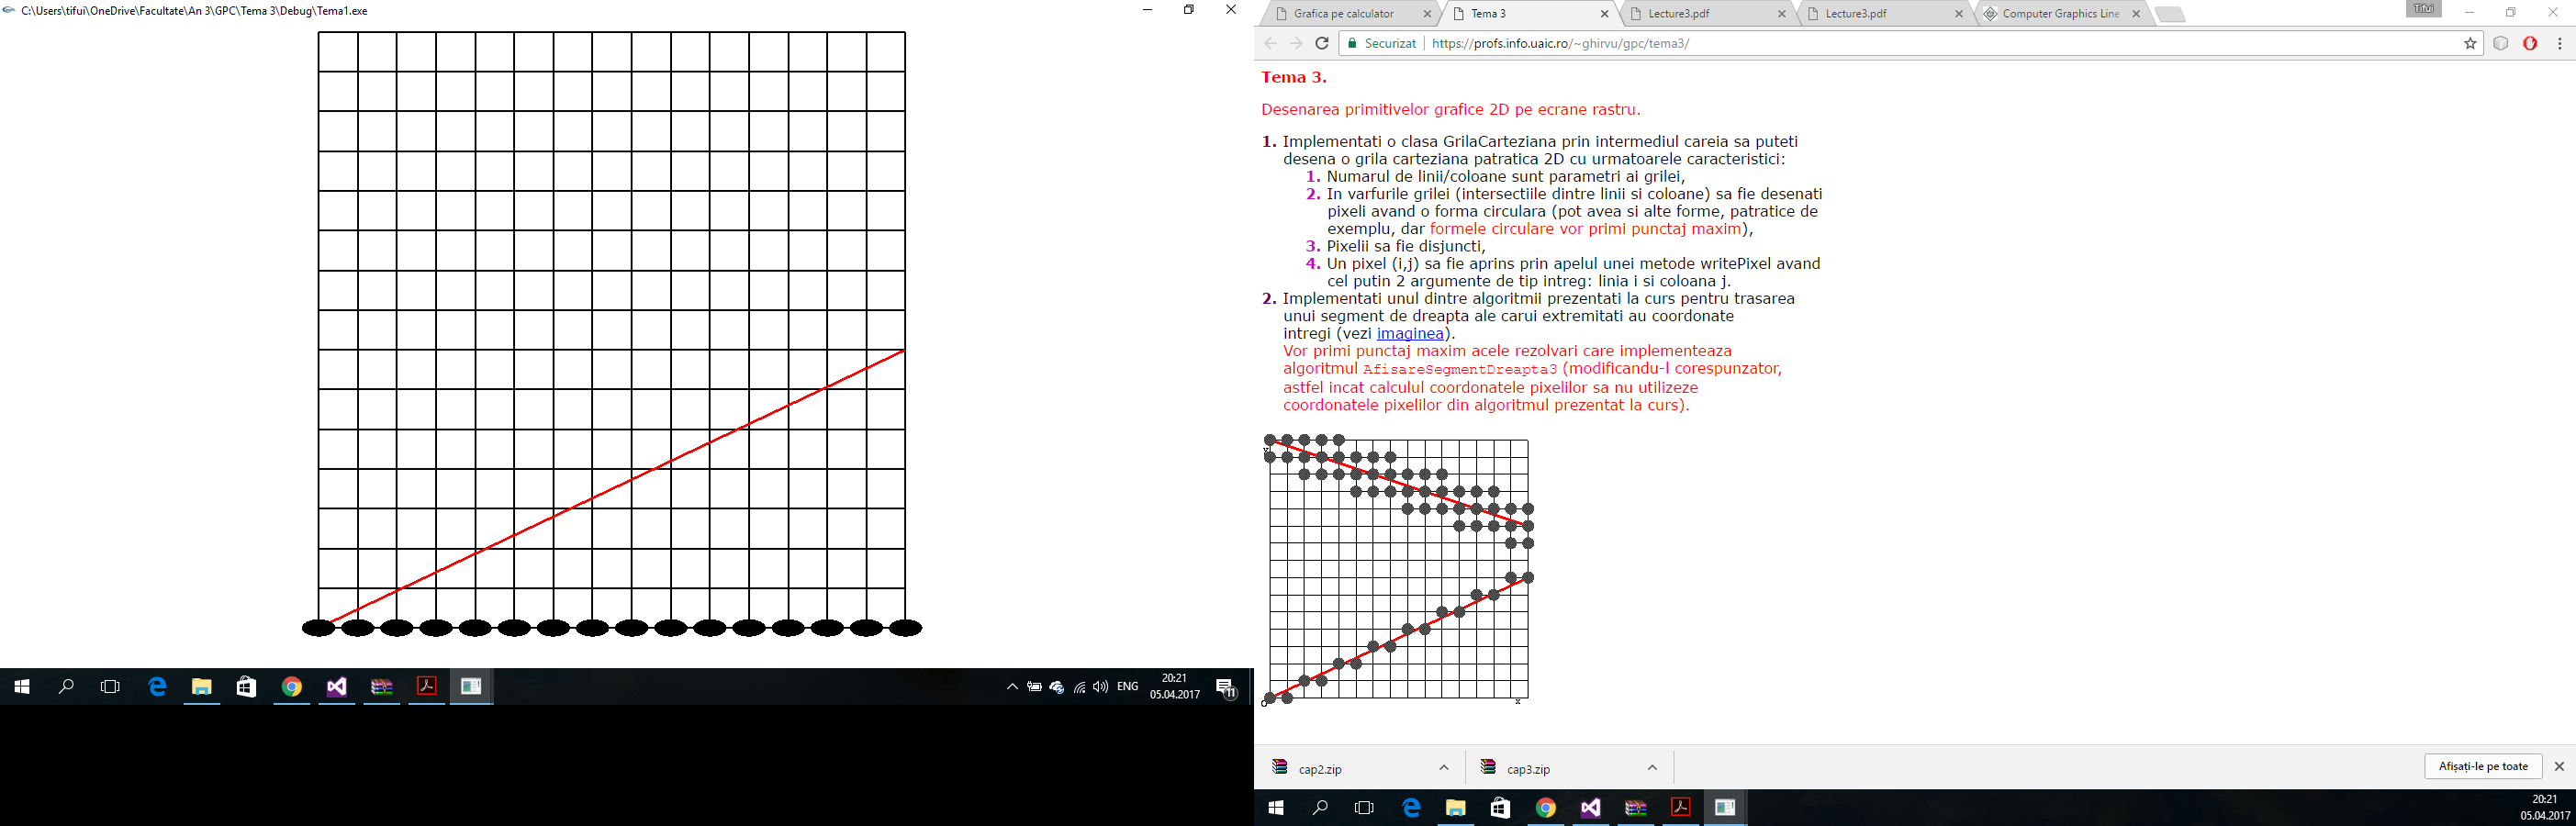 C:\Users\tifui\OneDrive\Facultate\An 3\GPC\Tema 3\Debug\Tema1.exe
ENG
20:21
05.04.2017
11
Grafica pe calculator
Tema 3
Lecture3.pdf
Lecture3.pdf
Computer Graphics Line
Titui
Securizat
https://profs.info.uaic.ro/~ghirvu/gpc/tema3/
Tema 3.
Desenarea primitivelor grafice 2D pe ecrane rastru.
1. Implementati o clasa GrilaCarteziana prin intermediul careia sa puteti
desena o grila carteziana patratica 2D cu urmatoarele caracteristici:
1. Numarul de linii/coloane sunt parametri ai grilei,
2. In varfurile grilei (intersectiile dintre linii si coloane) sa fie desenati
pixeli avand o forma circulara (pot avea si alte forme, patratice de
exemplu, dar formele circulare vor primi punctaj maxim),
3. Pixelii sa fie disjuncti,
4. Un pixel (i,j) sa fie aprins prin apelul unei metode writePixel avand
cel putin 2 argumente de tip intreg: linia i si coloana j.
2. Implementati unul dintre algoritmii prezentati la curs pentru trasarea
unui segment de dreapta ale carui extremitati au coordonate
intregi (vezi imaginea).
Vor primi punctaj maxim acele rezolvari care implementeaza
algoritmul AfisareSegmentDreapta3 (modificandu-l corespunzator,
astfel incat calculul coordonatele pixelilor sa nu utilizeze
coordonatele pixelilor din algoritmul prezentat la curs).
x
cap2.zip
cap3.zip
Afișați-le pe toate
20:21
05.04.2017